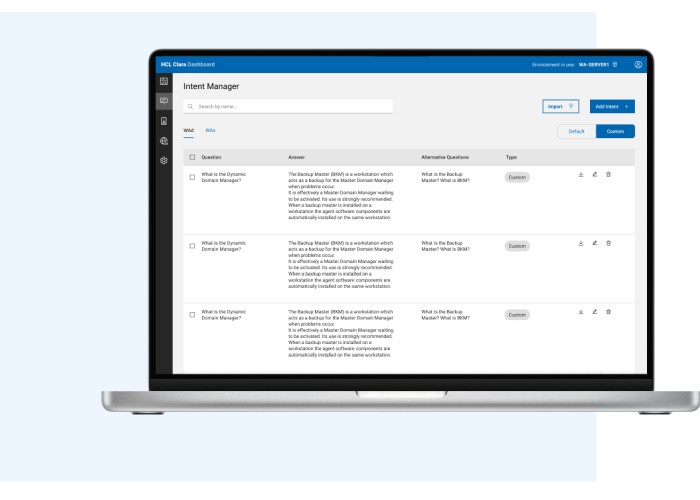 HCL Clara Dashboard
Environment in use: WA-SERVER1
Intent Manager
Search by name...
Import
Add Intent +
WAd
WAz
Default
Custom
Question Answer Alternative Questions Type
What is the Dynamic
Domain Manager?
The Backup Master (BKM) is a workstation which
acts as a backup for the Master Domain Manager
when problems occur.
It is effectively a Master Domain Manager waiting
to be activated. Its use is strongly recommended.
When a backup master is installed on a
workstation the agent software components are
automatically installed on the same workstation.
What is the Backup
Master? What is BKM?
Custom
What is the Dynamic
Domain Manager?
The Backup Master (BKM) is a workstation which
acts as a backup for the Master Domain Manager
when problems occur.
It is effectively a Master Domain Manager waiting
to be activated. Its use is strongly recommended.
When a backup master is installed on a
workstation the agent software components are
automatically installed on the same workstation.
What is the Backup
Master? What is BKM?
Custom
What is the Dynamic
Domain Manager?
The Backup Master (BKM) is a workstation which
acts as a backup for the Master Domain Manager
when problems occur.
It is effectively a Master Domain Manager waiting
to be activated. Its use is strongly recommended.
When a backup master is installed on a
workstation the agent software components are
automatically installed on the same workstation.
What is the Backup
Master? What is BKM?
Custom